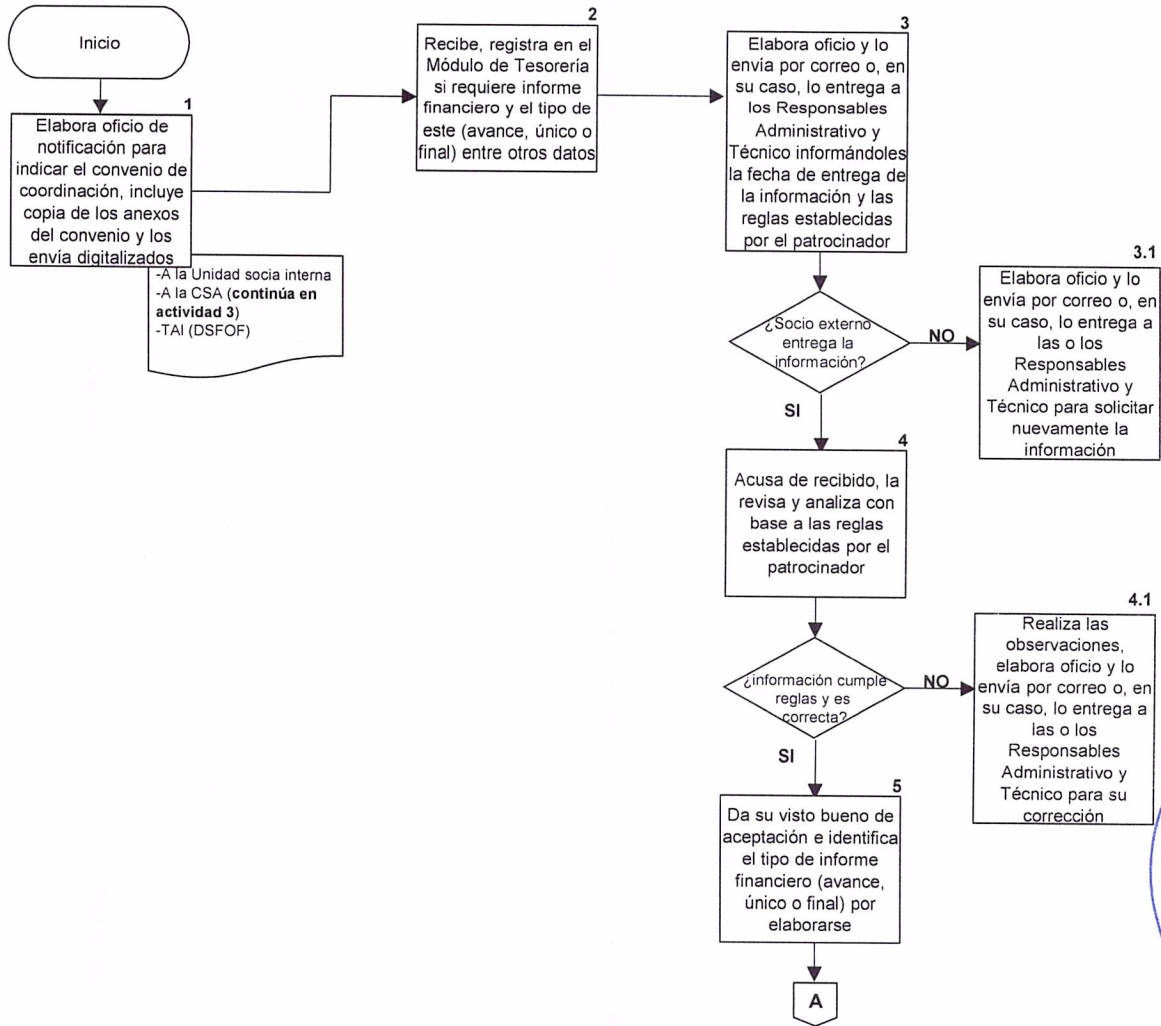 Inicio
1
Elabora oficio de
notificación para
indicar el convenio de
coordinación, incluye
copia de los anexos
del convenio y los
envía digitalizados
-A la Unidad socia interna
-A la CSA (continúa en
actividad 3)
-TAI (DSFOF)
2
Recibe, registra en el
Módulo de Tesorería
si requiere informe
financiero y el tipo de
este (avance, único o
final) entre otros datos
3
Elabora oficio y lo
envía por correo o, en
su caso, lo entrega a
los Responsables
Administrativo y
Técnico informándoles
la fecha de entrega de
la información y las
reglas establecidas
por el patrocinador
¿Socio externo
entrega la
información?
NO
3.1
Elabora oficio y lo
envía por correo o, en
su caso, lo entrega a
las o los
Responsables
Administrativo y
Técnico para solicitar
nuevamente la
información
SI
4
Acusa de recibido, la
revisa y analiza con
base a las reglas
establecidas por el
patrocinador
¿información cumple
reglas y es
correcta?
NO
4.1
Realiza las
observaciones,
elabora oficio y lo
envía por correo o, en
su caso, lo entrega a
las o los
Responsables
Administrativo y
Técnico para su
corrección
SI
5
Da su visto bueno de
aceptación e identifica
el tipo de informe
financiero (avance,
único o final) por
elaborarse
A